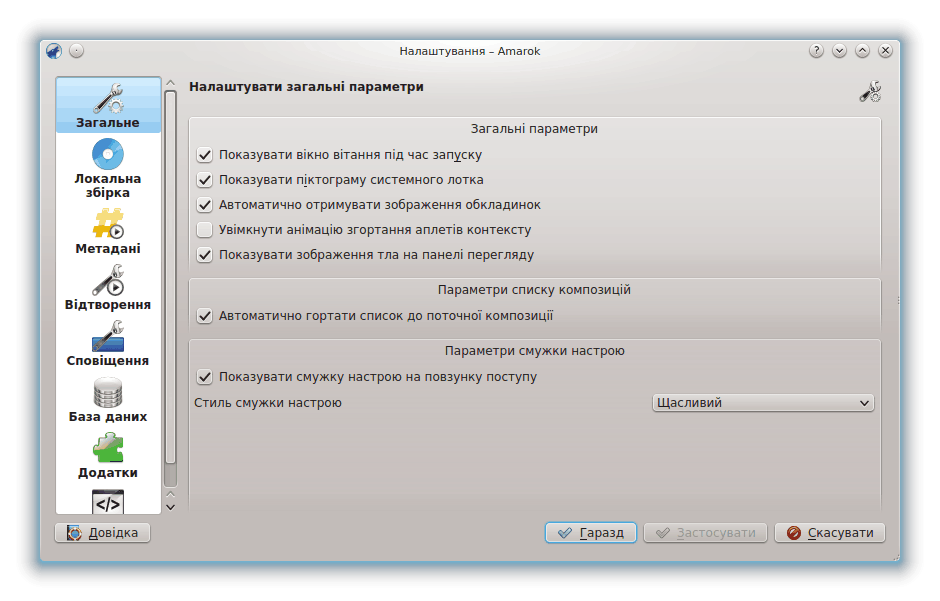 Налаштування – Amarok
Загальне
Локальна
збірка
Метадані
Відтворення
Сповіщення
База даних
Додатки
</>
Налаштувати загальні параметри
Загальні параметри
Показувати вікно вітання під час запуску
Показувати піктограму системного лотка
Автоматично отримувати зображення обкладинок
Увімкнути анімацію згортання аплетів контексту
Показувати зображення тла на панелі перегляду
Параметри списку композицій
Автоматично гортати список до поточної композиції
Параметри смужки настрою
Показувати смужку настрою на повзунку поступу
Стиль смужки настрою
Щасливий
Довідка
Гаразд
Застосувати
Скасувати